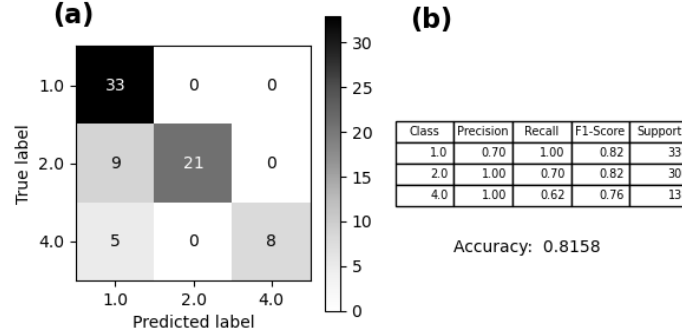 (a)
True label
1.0
2.0
4.0
33 0 0
9 21 0
5 0 8
1.0 2.0 4.0
Predicted label
30
25
20
15
10
5
0
(b)
Class Precision Recall F1-Score Support
1.0 0.70 1.00 0.82 33
2.0 1.00 0.70 0.82 30
4.0 1.00 0.62 0.76 13
Accuracy: 0.8158